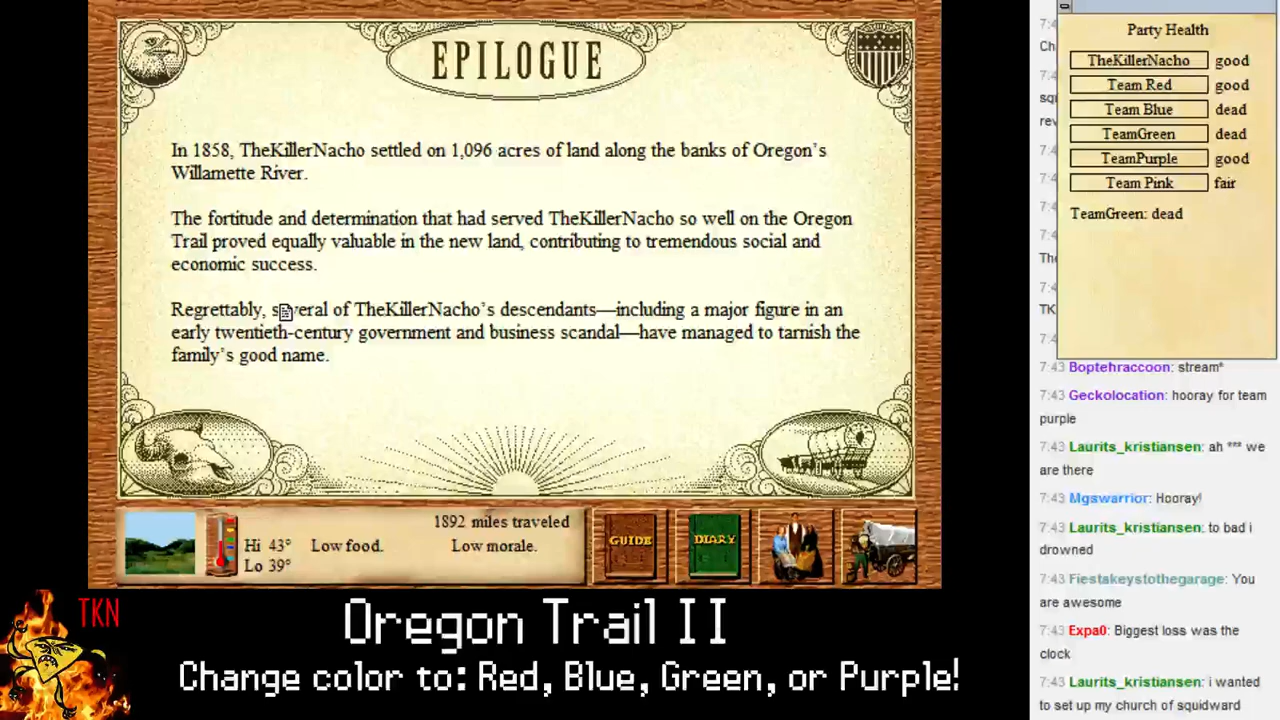 EPILOGUE
In 1858, TheKillerNacho settled on 1,096 acres of land along the banks of Oregon's
Willamette River.
The fortitude and determination that had served TheKillerNacho so well on the Oregon
Trail proved equally valuable in the new land, contributing to tremendous social and
economic success.
Regrettably, several of TheKillerNacho's descendants—including a major figure in an
early twentieth-century government and business scandal—have managed to tarnish the
family's good name.
1892 miles traveled
Hi 43° Low food. Low morale.
Lo 39°
GUIDE
DIARY
TKN
Oregon Trail II
Change color to: Red, Blue, Green, or Purple!
Party Health
TheKillerNacho good
Team Red good
Team Blue dead
TeamGreen dead
TeamPurple good
Team Pink fair
TeamGreen: dead
7:43 Boptehraccoon: stream*
7:43 Geckolocation: hooray for team
purple
7:43 Laurits_kristiansen: ah *** we
are there
7:43 Mgswarrior: Hooray!
7:43 Laurits_kristiansen: to bad i
drowned
7:43 Fiestakeystofthegarage: You
are awesome
7:43 Expa0: Biggest loss was the
clock
7:43 Laurits_kristiansen: i wanted
to set up my church of squidward